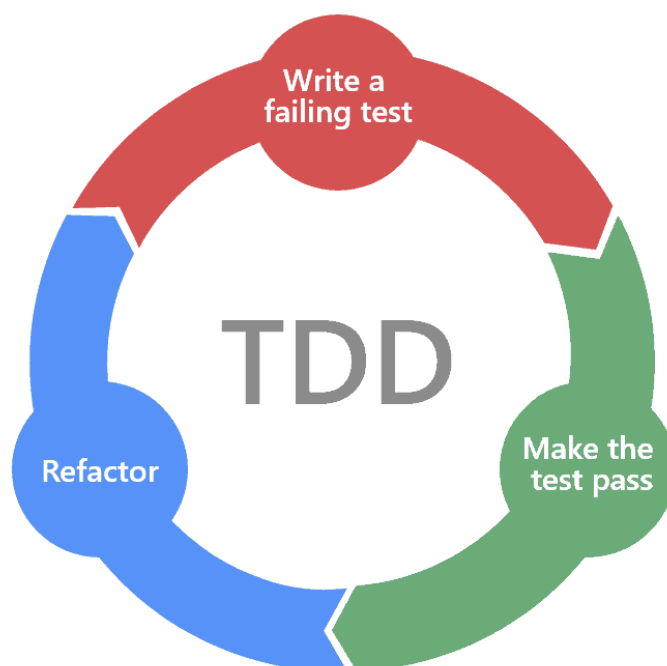 Write a
failing test
TDD
Refactor
Make the
test pass